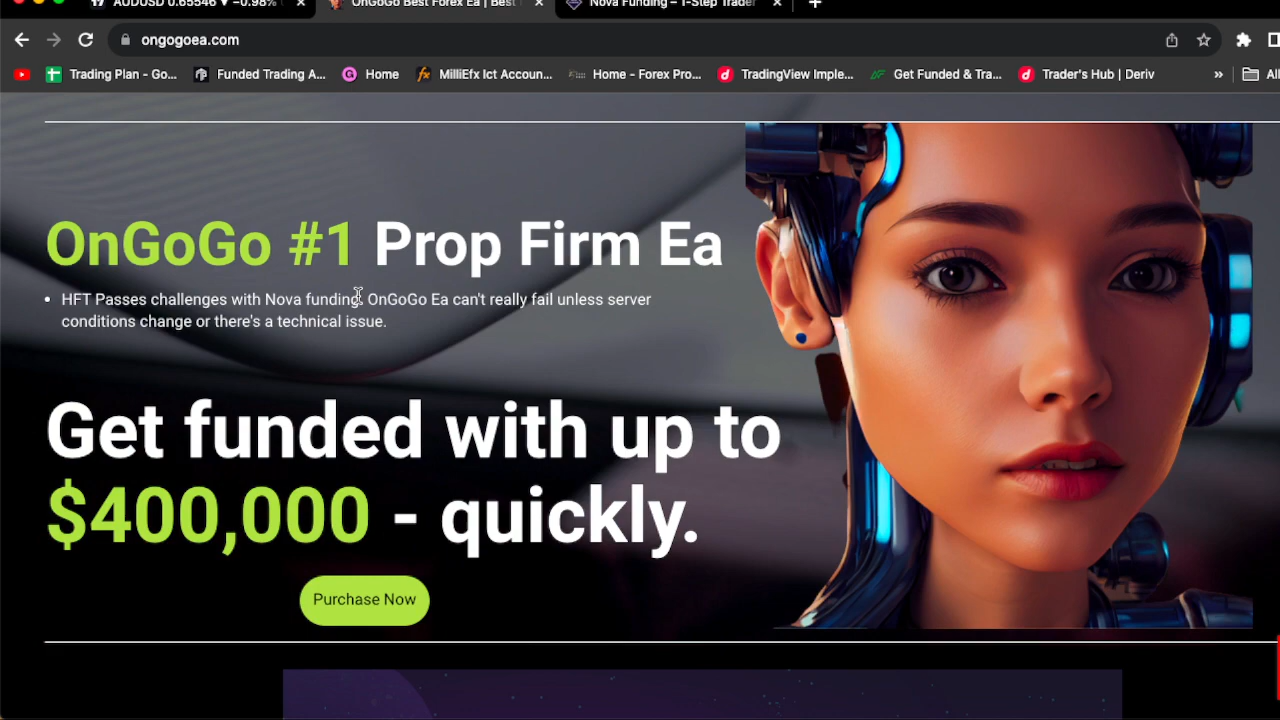 AUDUSD 0.65546 ▼ −0.98%
OnGoGo Best Forex Ea | Best
Nova Funding – 1-Step Trader
ongogoea.com
Trading Plan - Go...
Funded Trading A...
Home
MilliEfx Ict Accoun...
Home - Forex Pro...
TradingView Imple...
Get Funded & Tra...
Trader's Hub | Deriv
»
All
OnGoGo #1 Prop Firm Ea
• HFT Passes challenges with Nova funding. OnGoGo Ea can't really fail unless server
conditions change or there's a technical issue.
Get funded with up to
$400,000 - quickly.
Purchase Now